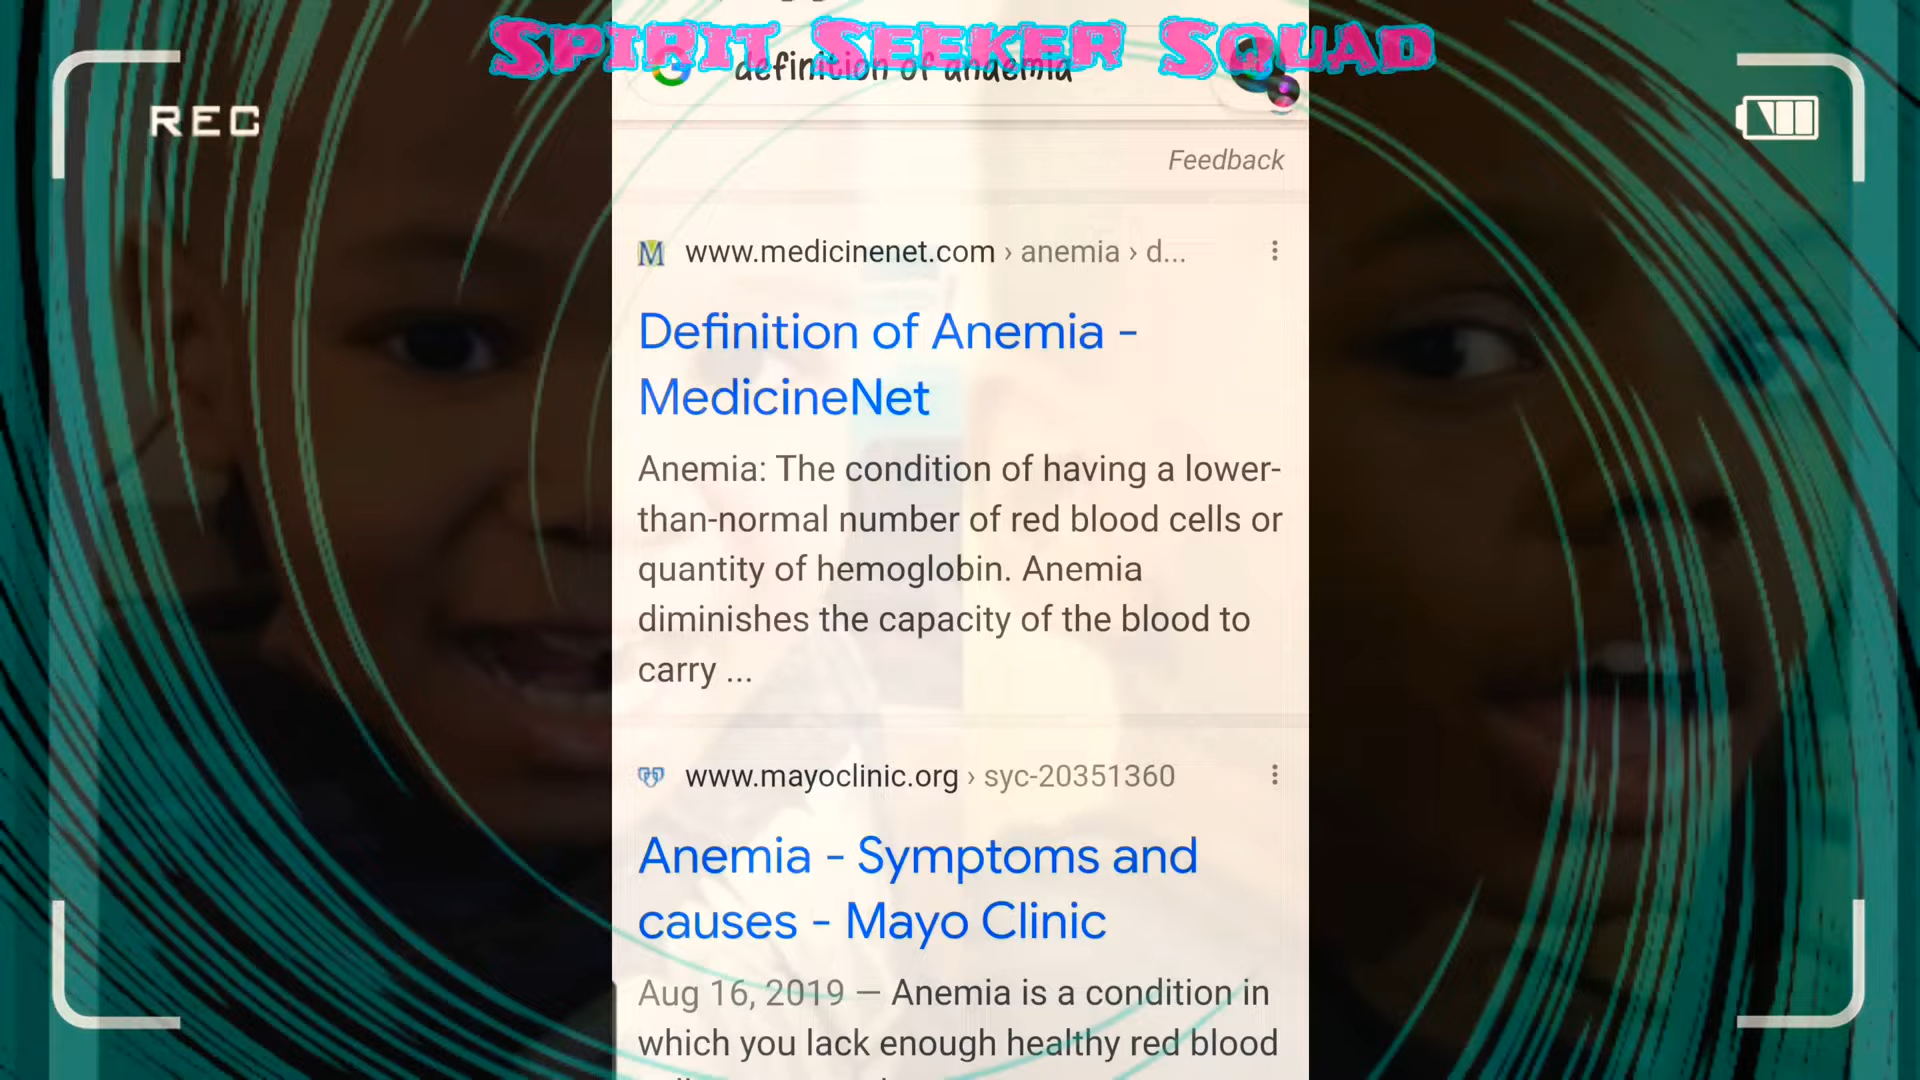 Spirit Seeker Squad
definition of anaemia
REC
Feedback
www.medicinenet.com › anemia › d...
Definition of Anemia -
MedicineNet
Anemia: The condition of having a lower-
than-normal number of red blood cells or
quantity of hemoglobin. Anemia
diminishes the capacity of the blood to
carry ...
www.mayoclinic.org › syc-20351360
Anemia - Symptoms and
causes - Mayo Clinic
Aug 16, 2019 — Anemia is a condition in
which you lack enough healthy red blood